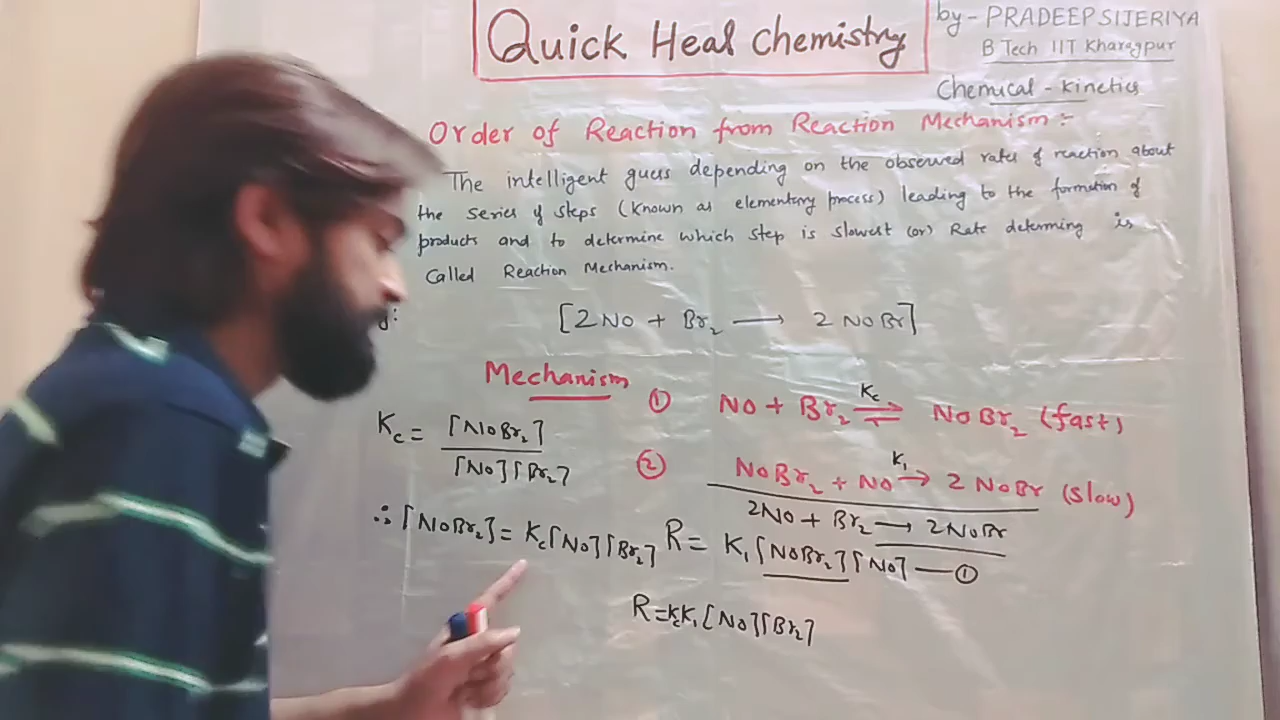 Quick Heal Chemistry
by- PRADEEP SIJERIYA
B Tech IIT Kharagpur
Chemical - kinetics
Order of Reaction from Reaction Mechanism :-
The intelligent guess depending on the observed rates of reaction about
the series of steps (known as elementary process) leading to the formation of
products and to determine which step is slowest (or) Rate determing is
Called Reaction Mechanism.
g:
[2NO + Br₂ ⟶ 2 NOBr]
Mechanism
① NO + Br₂ ⇌ NOBr₂ (fast)
Kc
Kc = [NOBr₂] / [NO][Br₂]
② NOBr₂ + NO → 2 NOBr (slow)
K₁
2NO + Br₂ ⟶ 2NOBr
∴ [NOBr₂] = Kc[NO][Br₂]
R = K₁[NOBr₂][NO] — ①
R = KcK₁[NO][Br₂]